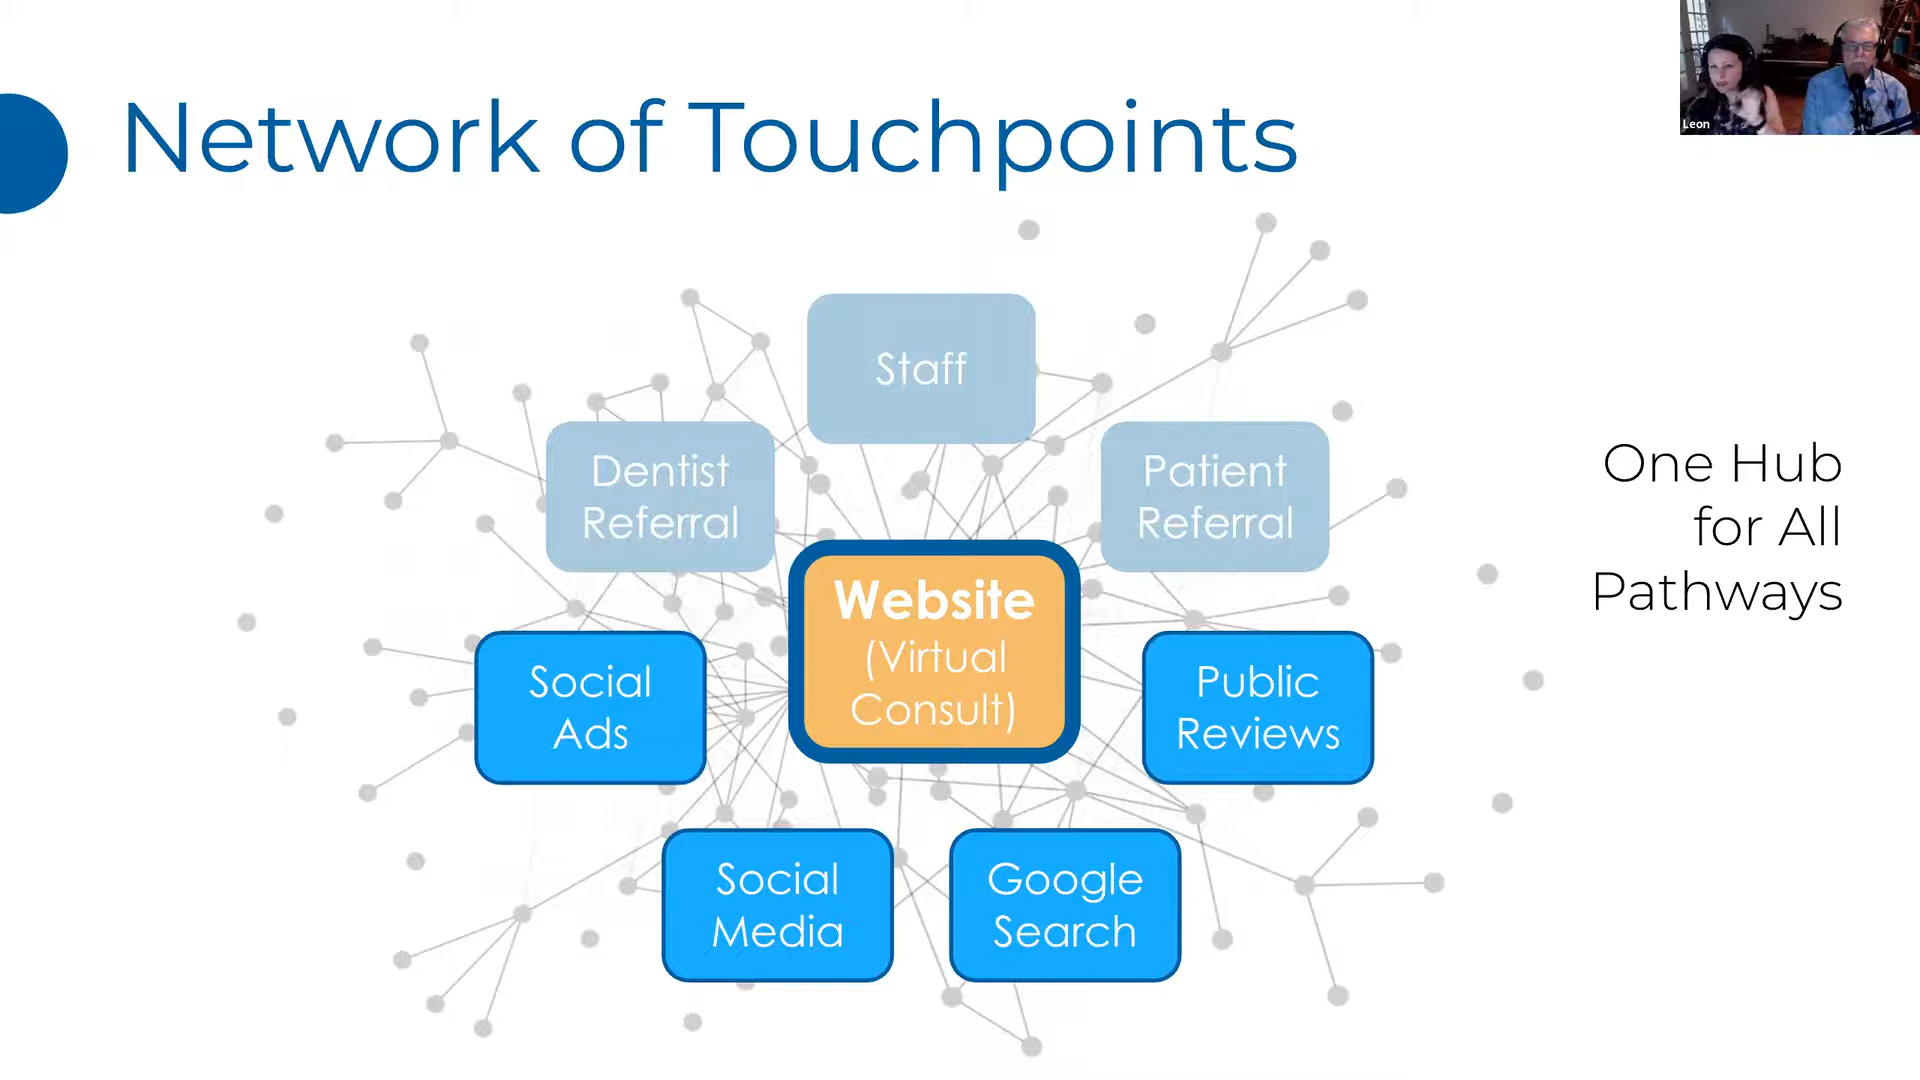 Network of Touchpoints
Leon
Staff
Dentist
Referral
Patient
Referral
Website
(Virtual
Consult)
One Hub
for All
Pathways
Social
Ads
Public
Reviews
Social
Media
Google
Search